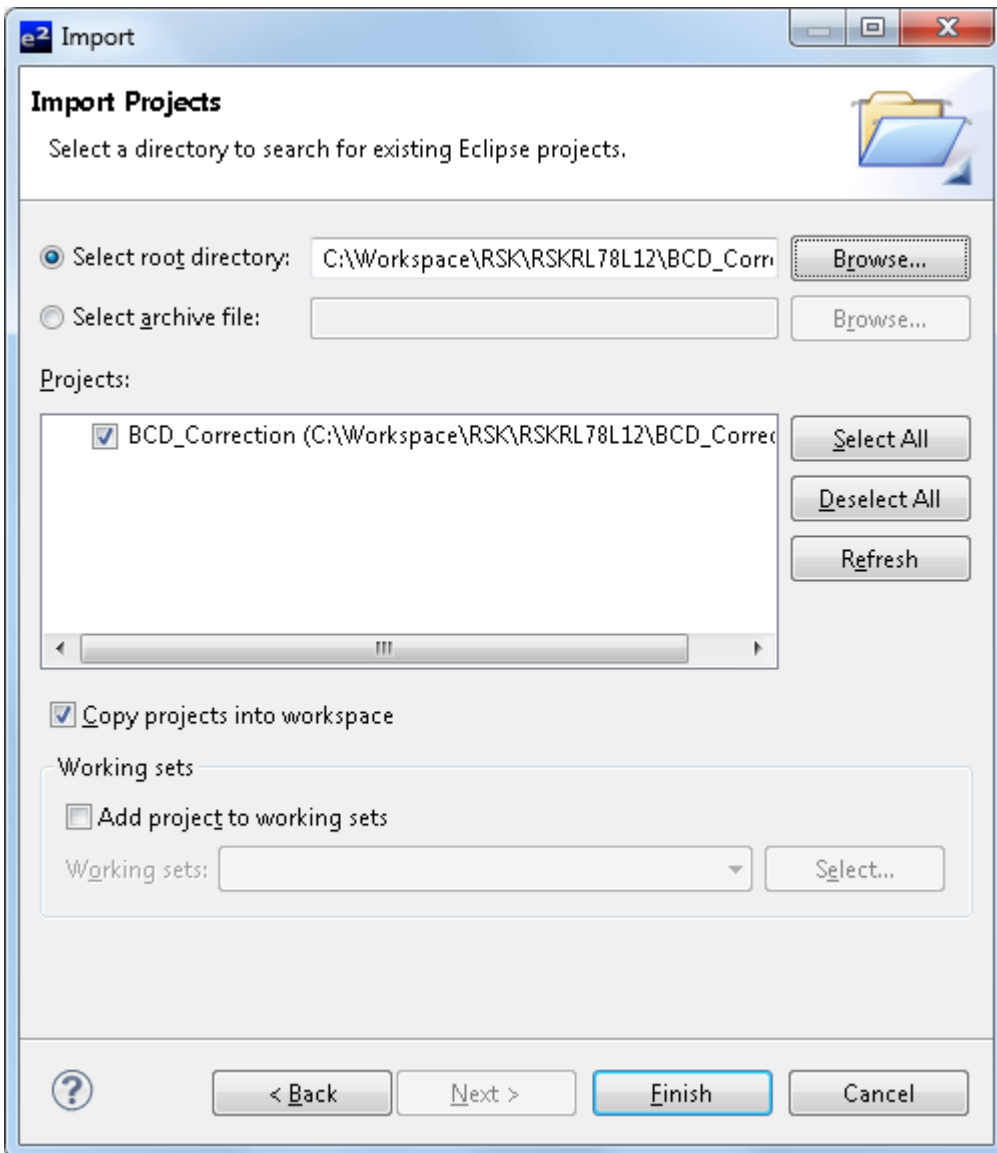 e² Import
Import Projects
Select a directory to search for existing Eclipse projects.
Select root directory: C:\Workspace\RSK\RSKRL78L12\BCD_Corr Browse...
Select archive file: Browse...
Projects:
BCD_Correction (C:\Workspace\RSK\RSKRL78L12\BCD_Correc Select All
Deselect All
Refresh
Copy projects into workspace
Working sets
Add project to working sets
Working sets: Select...
? < Back Next > Finish Cancel